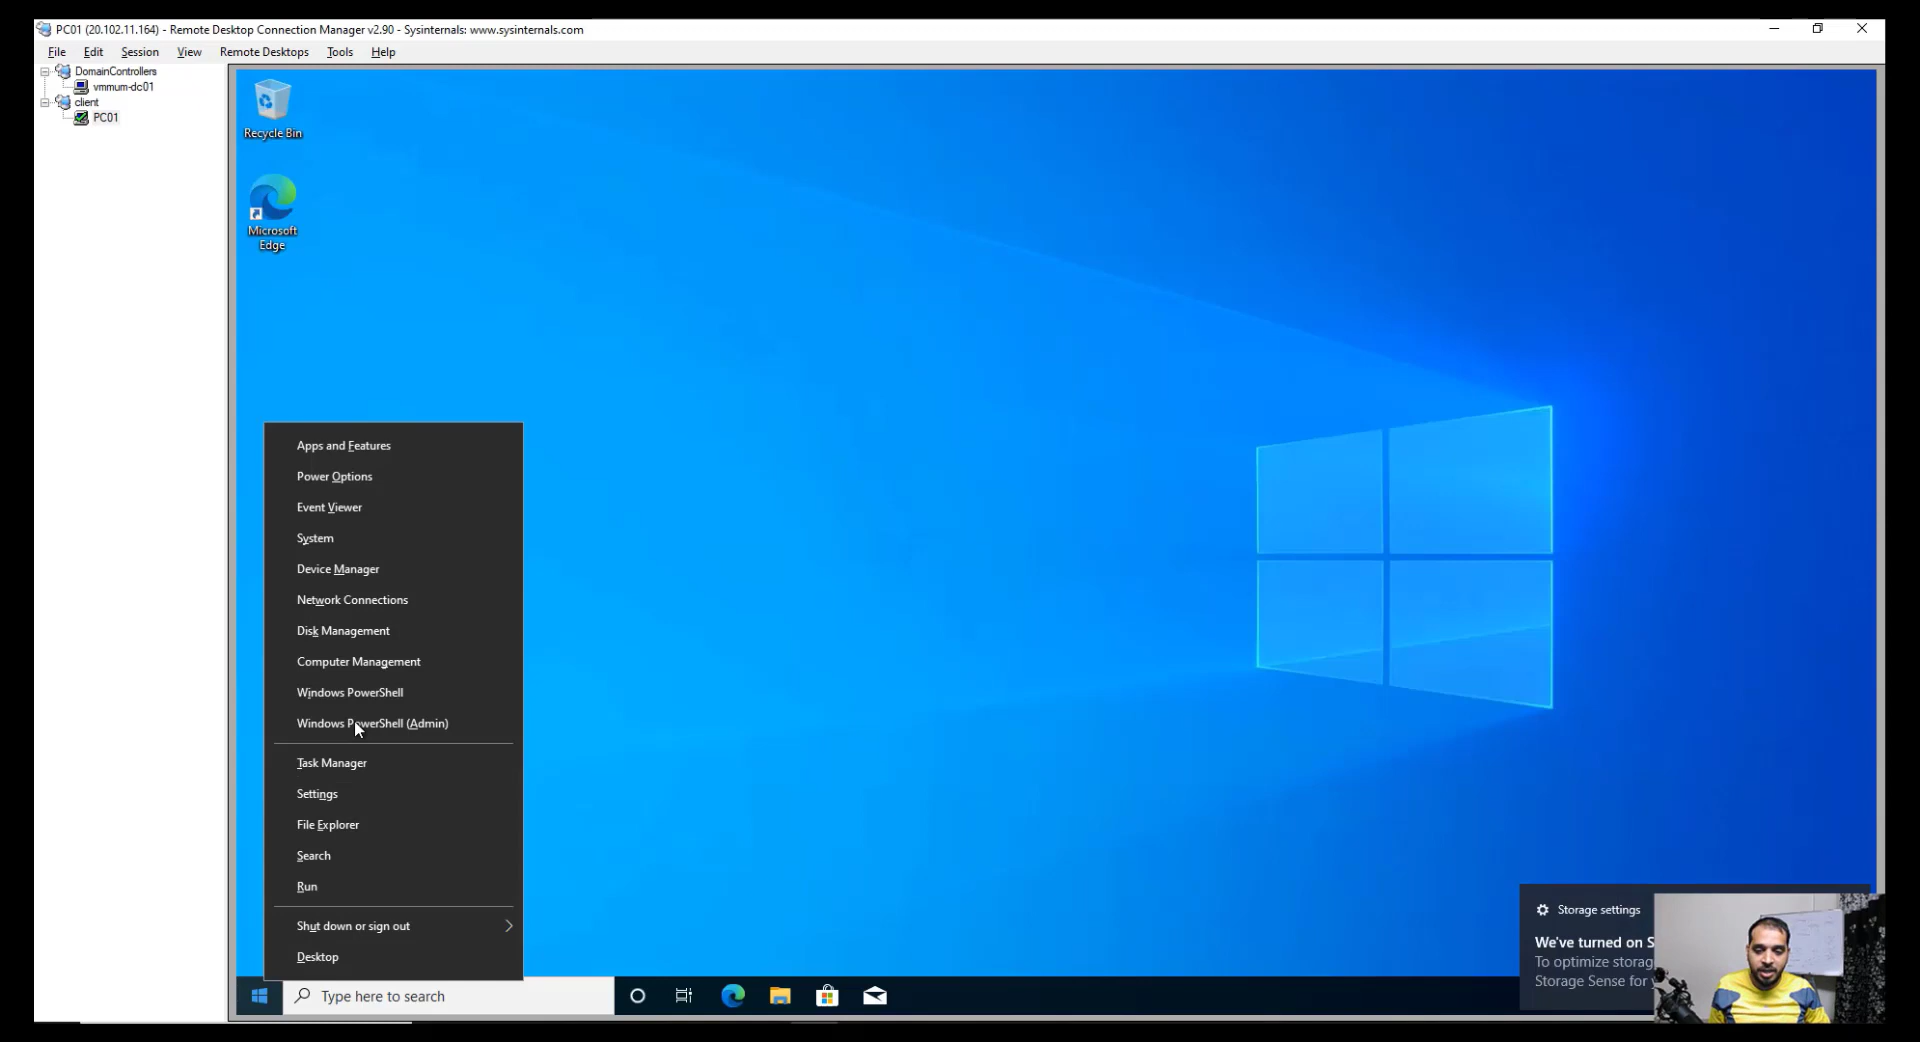 PC01 (20.102.11.164) - Remote Desktop Connection Manager v2.90 - Sysinternals: www.sysinternals.com
File Edit Session View Remote Desktops Tools Help
DomainControllers
vmmum-dc01
client
PC01
Recycle Bin
Microsoft
Edge
Apps and Features
Power Options
Event Viewer
System
Device Manager
Network Connections
Disk Management
Computer Management
Windows PowerShell
Windows PowerShell (Admin)
Task Manager
Settings
File Explorer
Search
Run
Shut down or sign out
Desktop
Type here to search
Storage settings
We've turned on S
To optimize storag
Storage Sense for